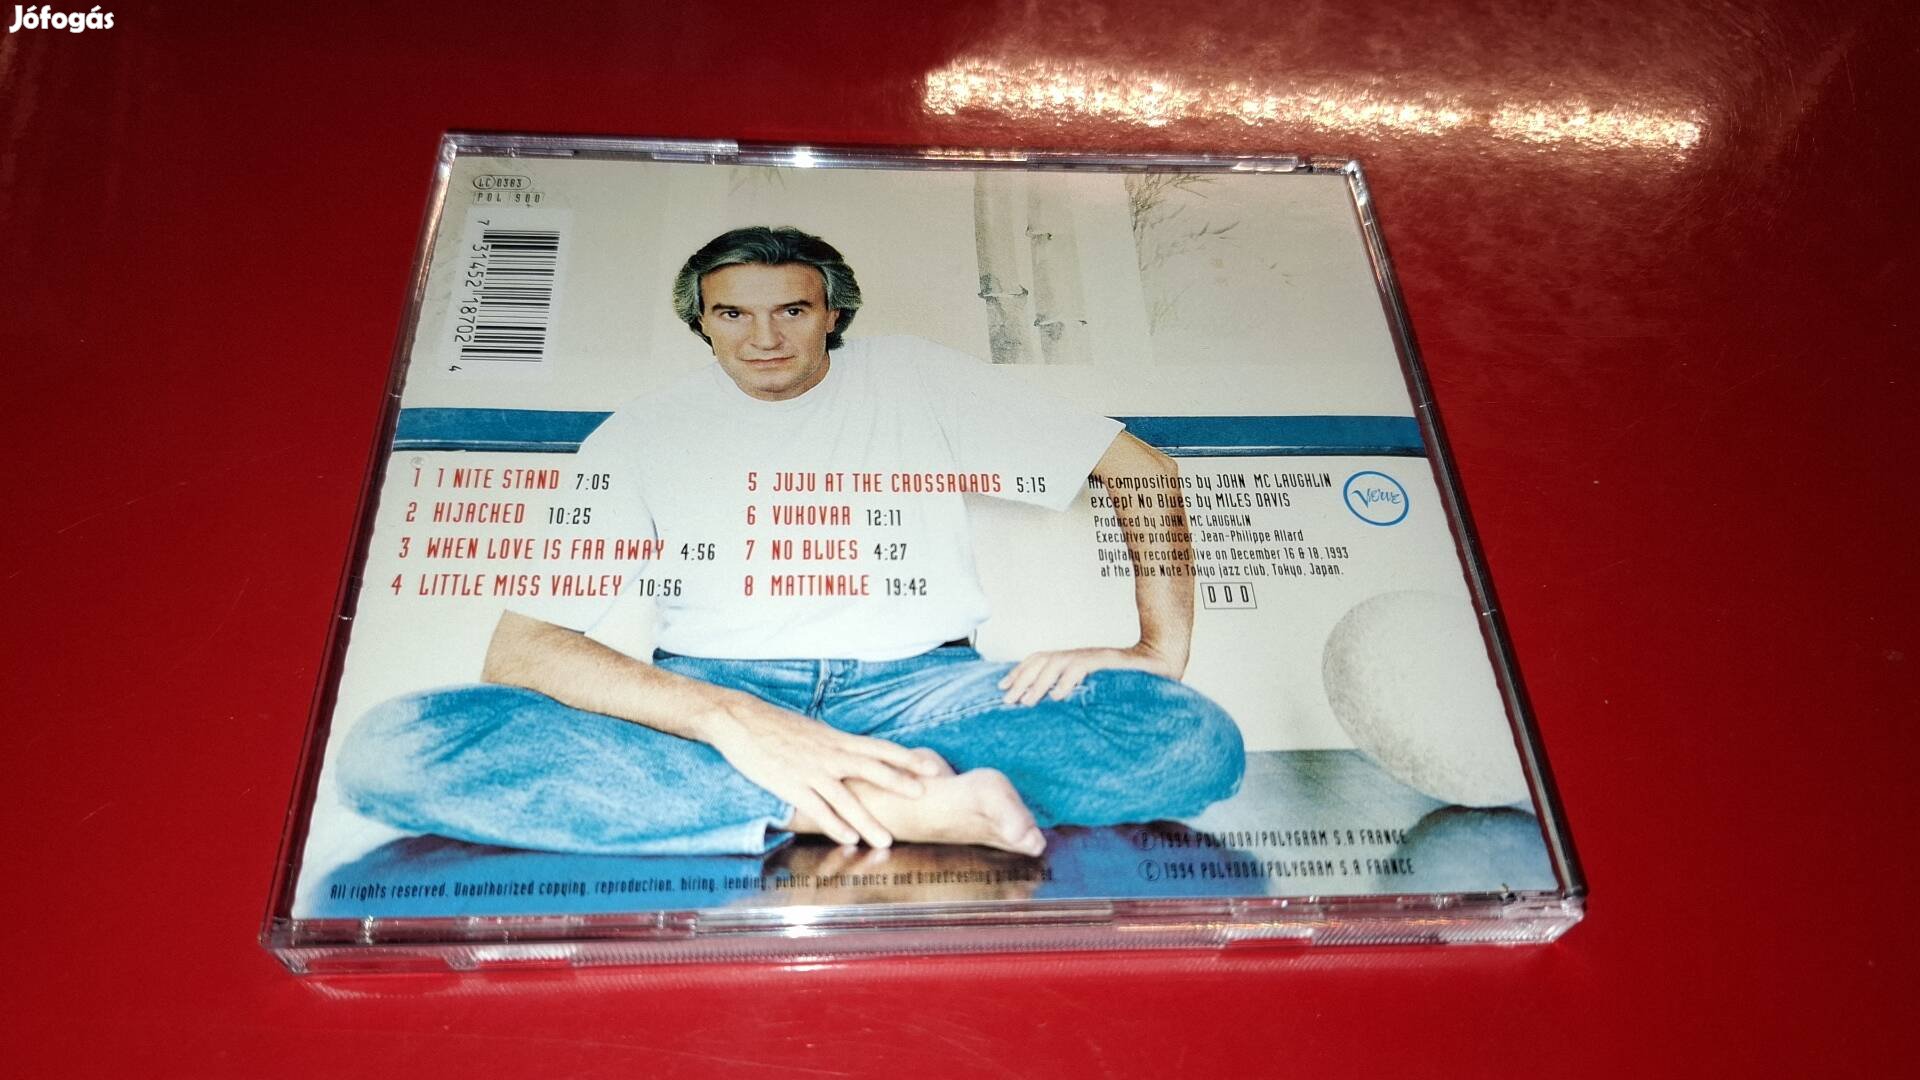 Jófogás
LC 0383
POL 900
7 31452 18702 4
1 1 NITE STAND 7:05
2 HIJACKED 10:25
3 WHEN LOVE IS FAR AWAY 4:56
4 LITTLE MISS VALLEY 10:56
5 JUJU AT THE CROSSROADS 5:15
6 VUKOVAR 12:11
7 NO BLUES 4:27
8 MATTINALE 19:42
All compositions by JOHN MC LAUGHLIN
except No Blues by MILES DAVIS
Produced by JOHN MC LAUGHLIN
Executive producer: Jean-Philippe Allard
Digitally recorded live on December 16 & 18, 1993
at the Blue Note Tokyo jazz club, Tokyo, Japan.
DDD
VERVE
Ⓟ 1994 POLYDOR/POLYGRAM S.A FRANCE
© 1994 POLYDOR/POLYGRAM S.A FRANCE
All rights reserved. Unauthorized copying, reproduction, hiring, lending, public performance and broadcasting prohibited.